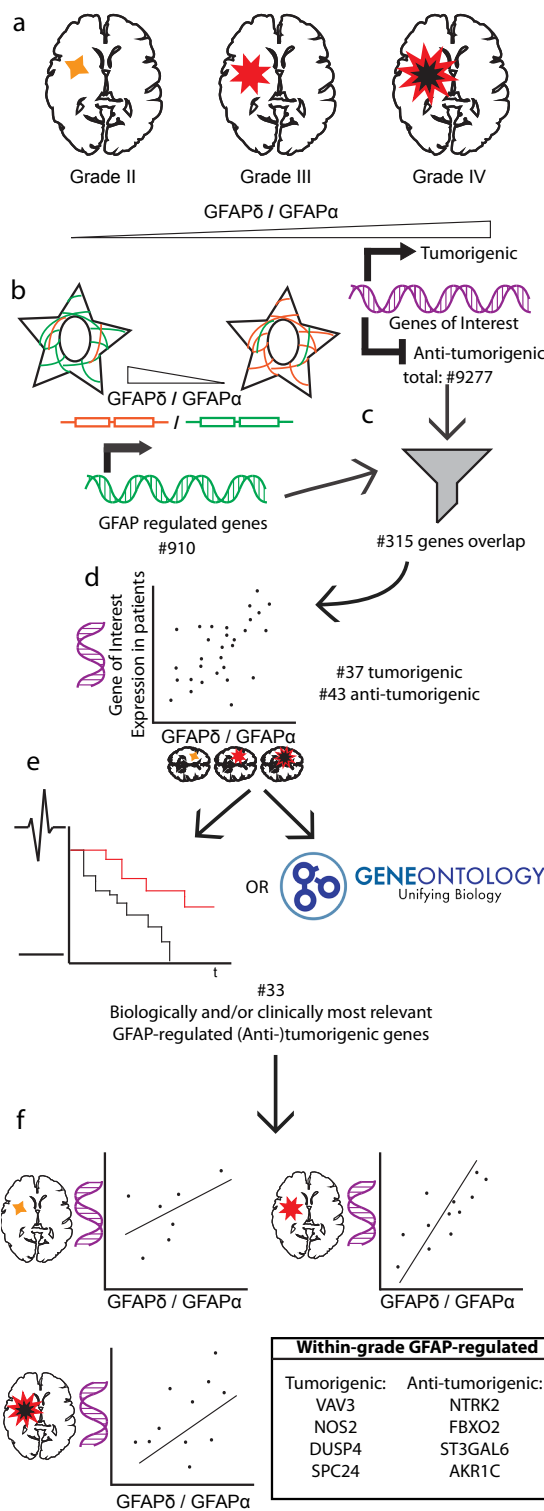 a
Grade II
Grade III
Grade IV
GFAPδ / GFAPα
Tumorigenic
Genes of Interest
Anti-tumorigenic
total: #9277
b
GFAPδ / GFAPα
/
GFAP regulated genes
#910
c
#315 genes overlap
d
Gene of Interest
Expression in patients
GFAPδ / GFAPα
#37 tumorigenic
#43 anti-tumorigenic
e
t
OR
GENEONTOLOGY
Unifying Biology
#33
Biologically and/or clinically most relevant
GFAP-regulated (Anti-)tumorigenic genes
f
GFAPδ / GFAPα
GFAPδ / GFAPα
GFAPδ / GFAPα
Within-grade GFAP-regulated
Tumorigenic: Anti-tumorigenic:
VAV3 NTRK2
NOS2 FBXO2
DUSP4 ST3GAL6
SPC24 AKR1C